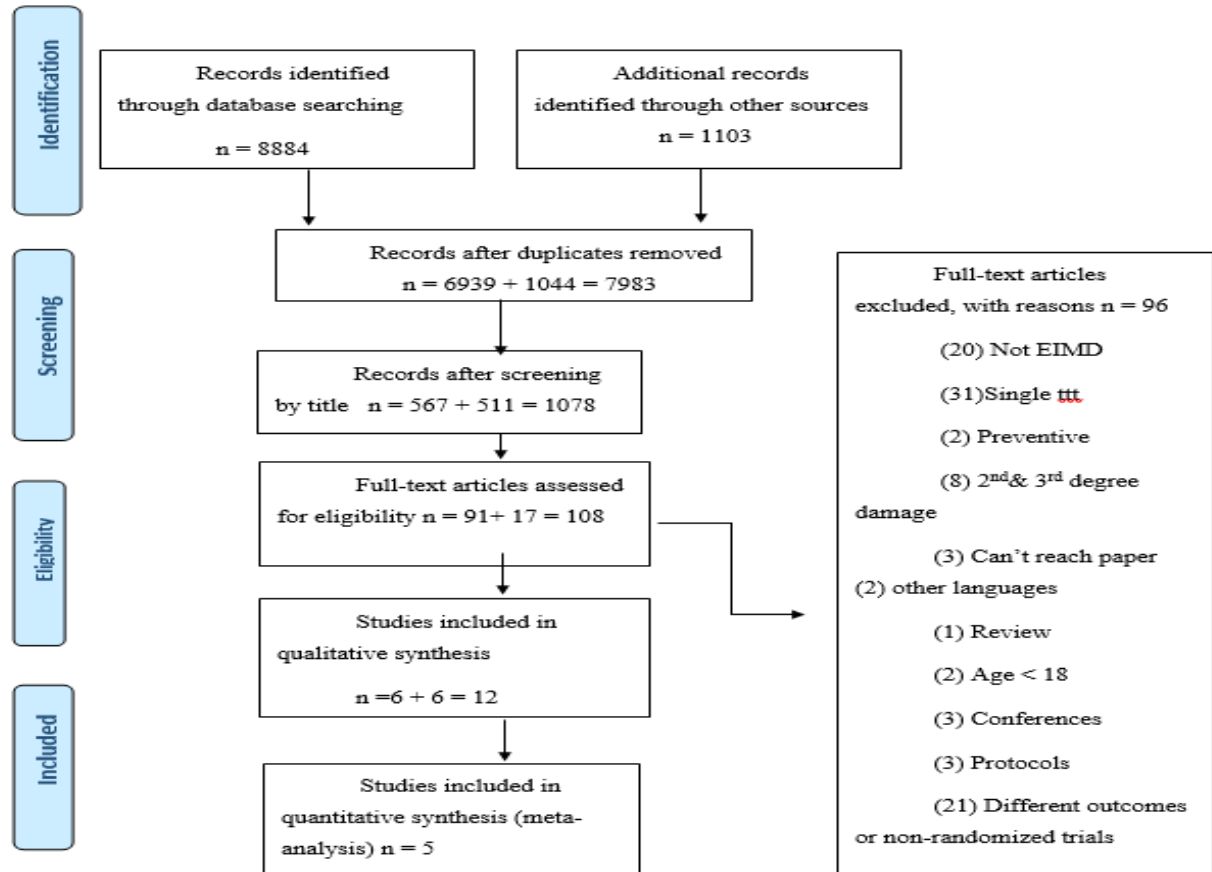 Identification
Records identified
through database searching
n = 8884
Additional records
identified through other sources
n = 1103
Screening
Records after duplicates removed
n = 6939 + 1044 = 7983
Records after screening
by title n = 567 + 511 = 1078
Eligibility
Full-text articles assessed
for eligibility n = 91+ 17 = 108
Full-text articles
excluded, with reasons n = 96
(20) Not EIMD
(31)Single ttt
(2) Preventive
(8) 2nd& 3rd degree
damage
(3) Can't reach paper
(2) other languages
(1) Review
(2) Age < 18
(3) Conferences
(3) Protocols
(21) Different outcomes
or non-randomized trials
Studies included in
qualitative synthesis
n =6 + 6 = 12
Included
Studies included in
quantitative synthesis (meta-
analysis) n = 5